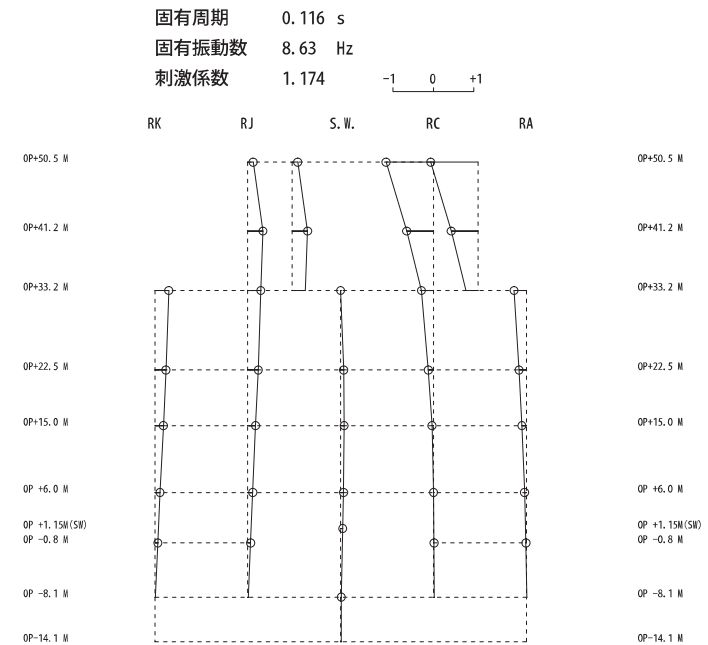 固有周期 0.116 s
固有振動数 8.63 Hz
刺激係数 1.174
-1 0 +1
RK RJ S.W. RC RA
OP+50.5 M OP+50.5 M
OP+41.2 M OP+41.2 M
OP+33.2 M OP+33.2 M
OP+22.5 M OP+22.5 M
OP+15.0 M OP+15.0 M
OP +6.0 M OP +6.0 M
OP +1.15M(SW) OP +1.15M(SW)
OP -0.8 M OP -0.8 M
OP -8.1 M OP -8.1 M
OP-14.1 M OP-14.1 M